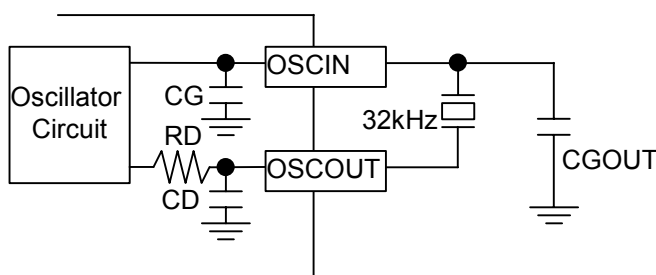 OSCIN
Oscillator
Circuit
CG
32kHz
RD
CGOUT
OSCOUT
CD